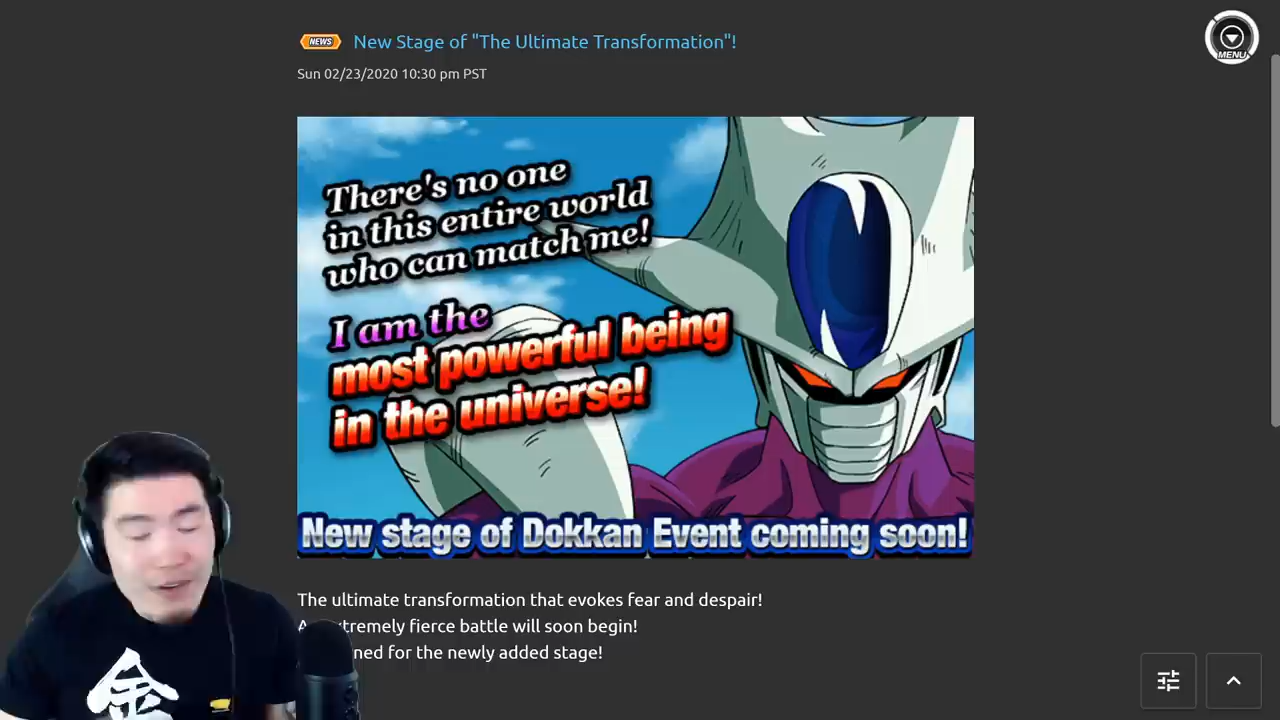 NEWS New Stage of "The Ultimate Transformation"!
MENU
Sun 02/23/2020 10:30 pm PST
There's no one
in this entire world
who can match me!
I am the
most powerful being
in the universe!
New stage of Dokkan Event coming soon!
The ultimate transformation that evokes fear and despair!
extremely fierce battle will soon begin!
for the newly added stage!
金